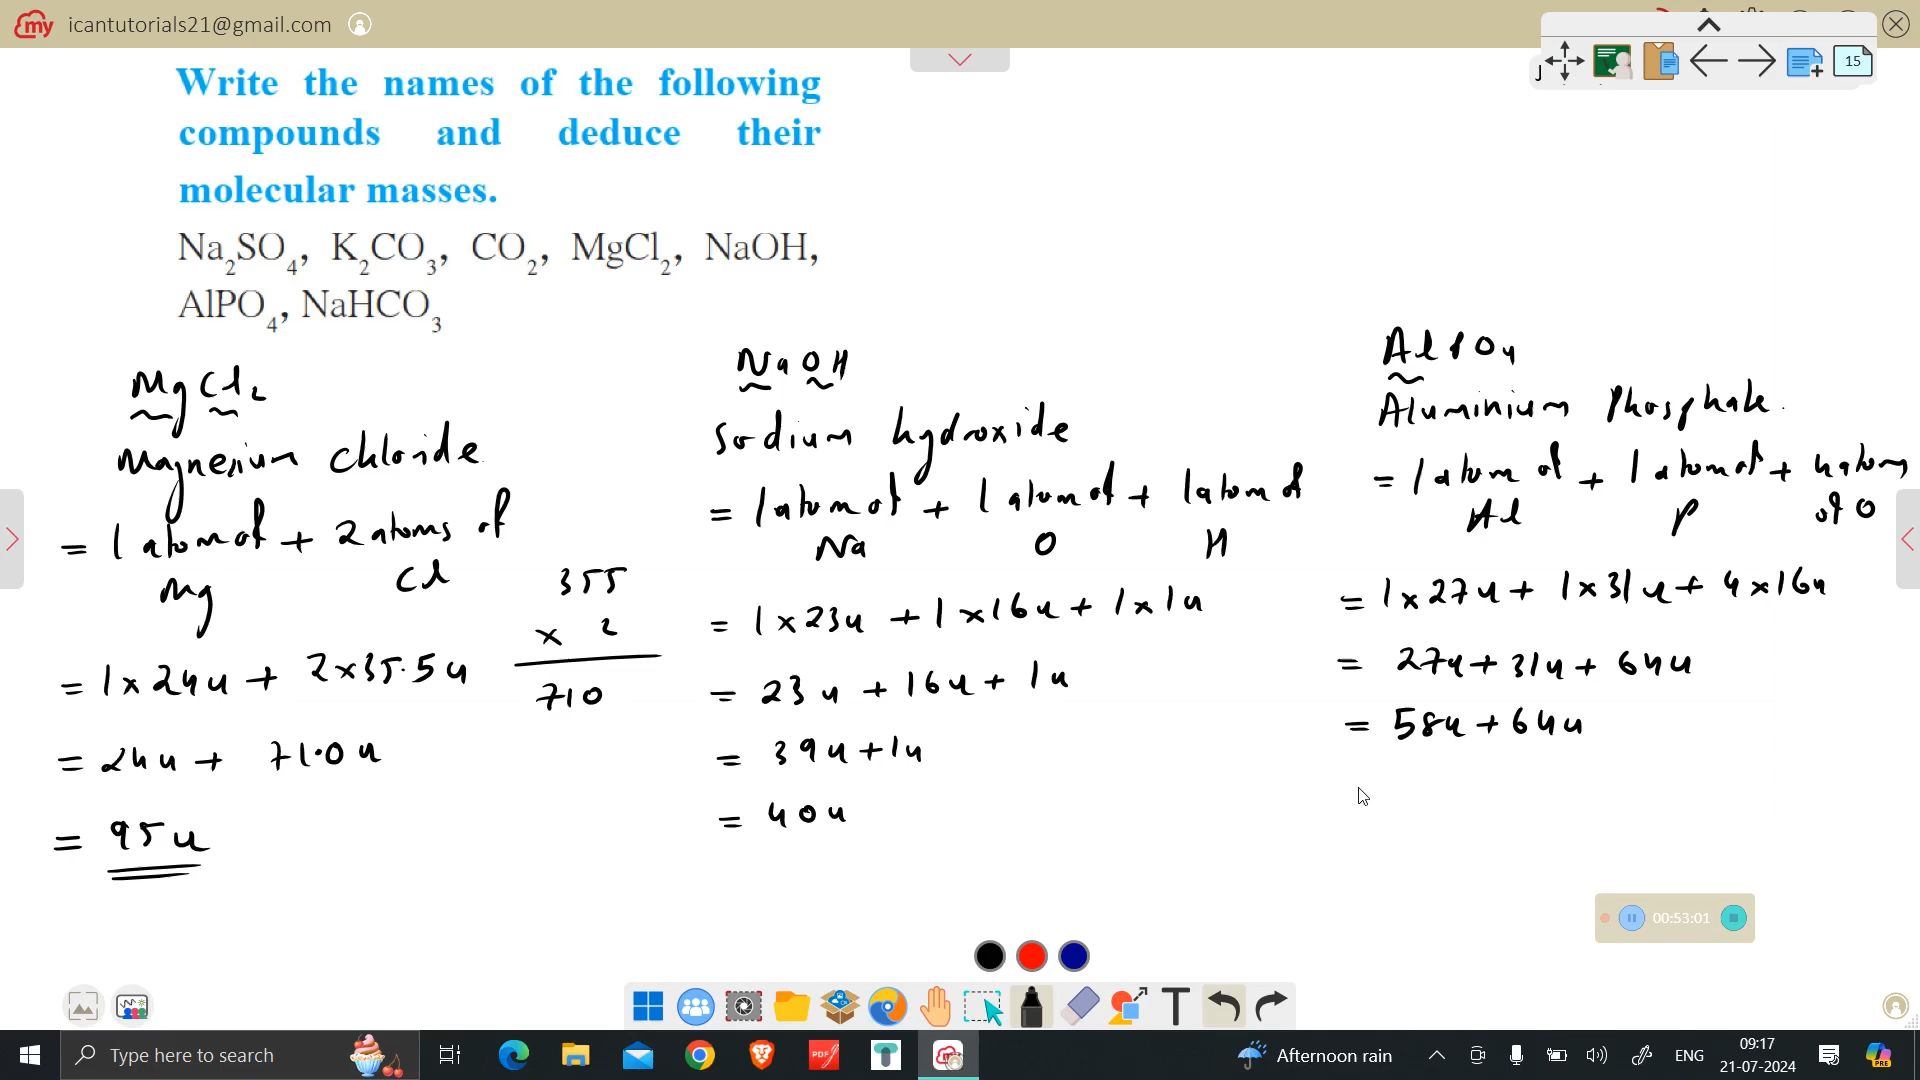 my icantutorials21@gmail.com
15
Write the names of the following
compounds and deduce their
molecular masses.
Na₂SO₄, K₂CO₃, CO₂, MgCl₂, NaOH,
AlPO₄, NaHCO₃
MgCl₂
Magnesium chloride
= 1 atom of + 2 atoms of
Mg Cl
355
× 2
710
= 1 × 24u + 2 × 35.5u
= 24u + 71.0u
= 95u
NaOH
Sodium hydroxide
= 1 atom of + 1 atom of + 1 atom of
Na O H
= 1 × 23u + 1 × 16u + 1 × 1u
= 23u + 16u + 1u
= 39u + 1u
= 40u
AlPO₄
Aluminium Phosphate.
= 1 atom of + 1 atom of + 4 atoms
Al P of O
= 1 × 27u + 1 × 31u + 4 × 16u
= 27u + 31u + 64u
= 58u + 64u
00:53:01
T
Type here to search
PDF
T
Afternoon rain
ENG
09:17
21-07-2024
PRE